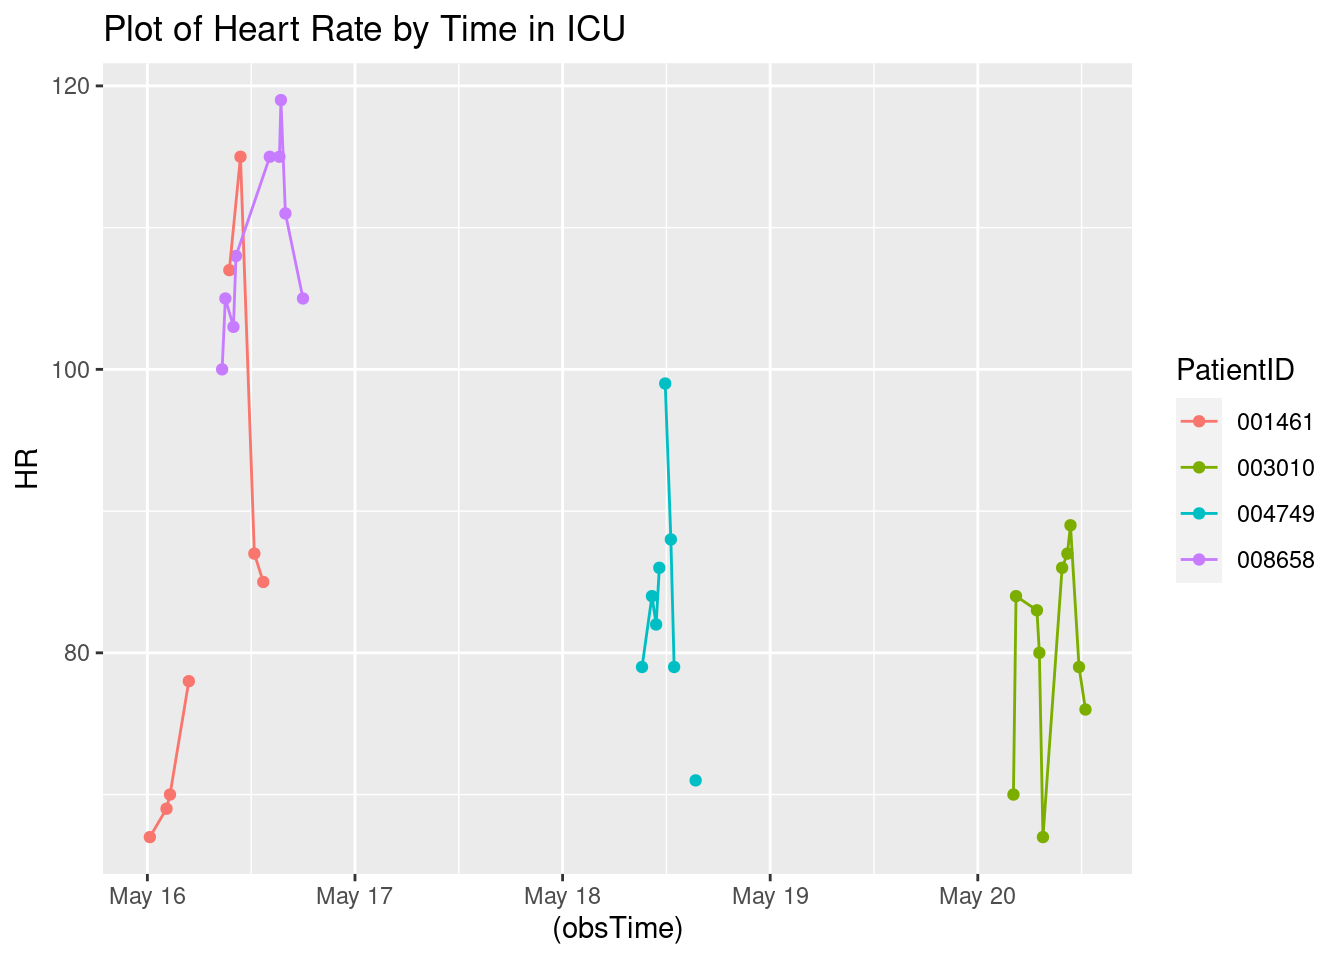 Plot of Heart Rate by Time in ICU
120
100
80
HR
May 16
May 17
May 18
May 19
May 20
(obsTime)
PatientID
001461
003010
004749
008658